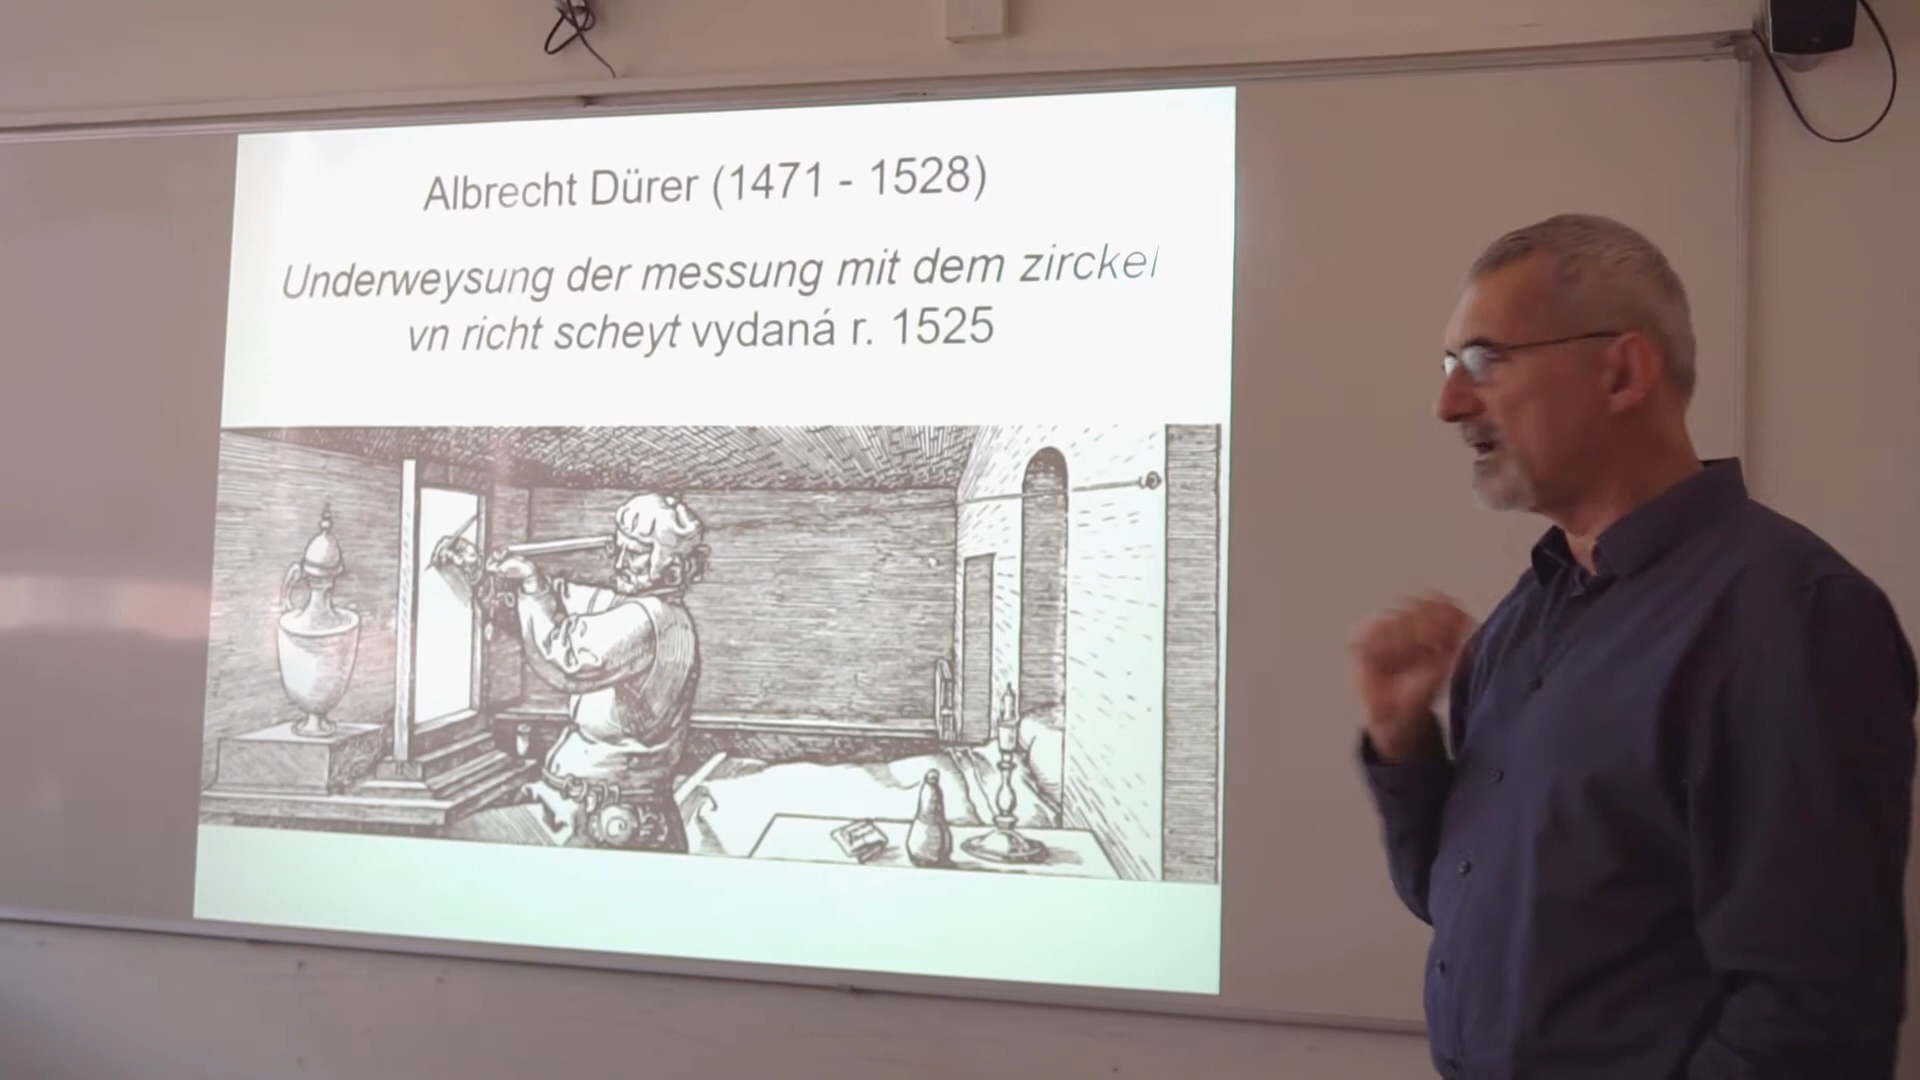 Albrecht Dürer (1471 - 1528)
Underweysung der messung mit dem zirckel
vn richt scheyt vydaná r. 1525